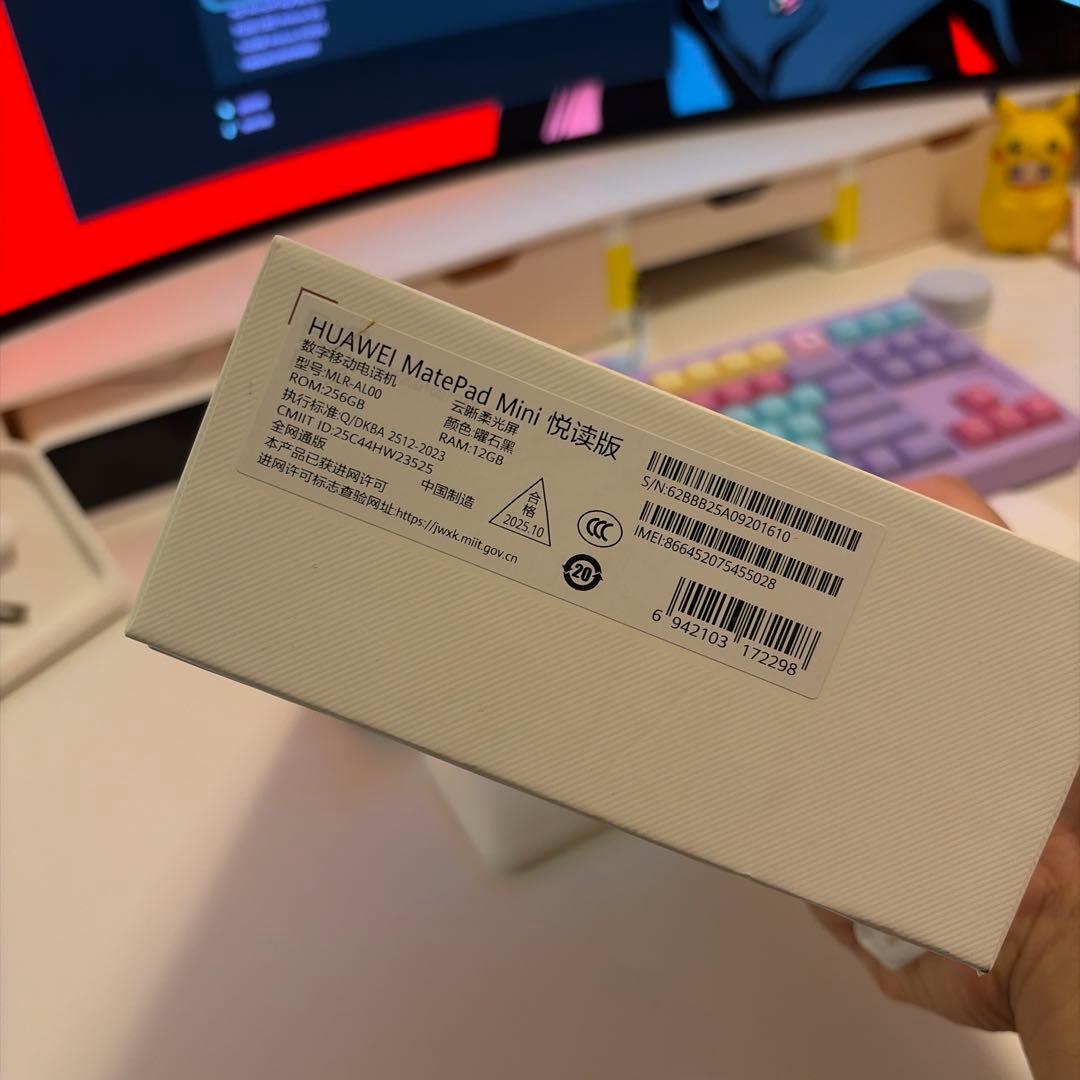 HUAWEI MatePad Mini 悦读版
数字移动电话机
型号:MLR-AL00
云晰柔光屏
ROM:256GB
颜色:曜石黑
执行标准:Q/DKBA 2512-2023
RAM:12GB
CMIIT ID:25C44HW23525
全网通版
本产品已获进网许可
中国制造
进网许可标志查验网址:https://jwxk.miit.gov.cn
合格
2025.10
CCC
20
S/N:62BBB25A09201610
IMEI:866452075455028
6 942103 172298